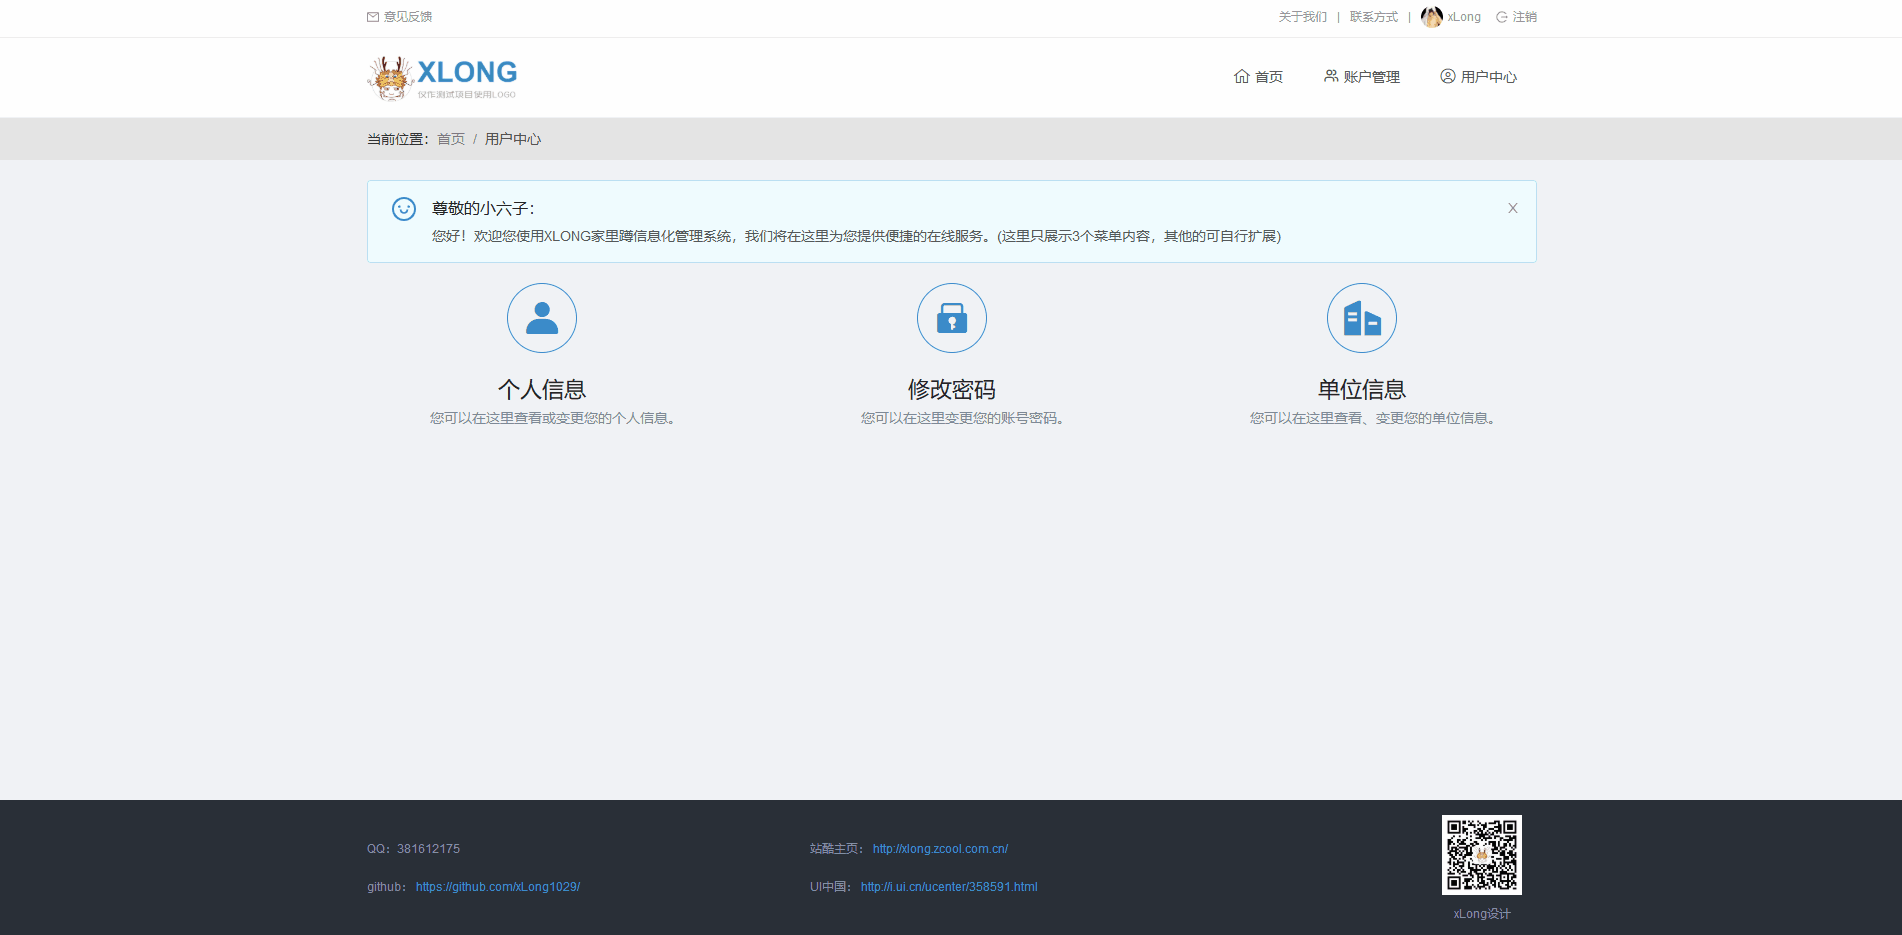 意见反馈
关于我们 | 联系方式 | xLong 注销
XLONG
仅作测试项目使用LOGO
首页 账户管理 用户中心
当前位置：首页 / 用户中心
尊敬的小六子：
您好！欢迎您使用XLONG家里蹲信息化管理系统，我们将在这里为您提供便捷的在线服务。(这里只展示3个菜单内容，其他的可自行扩展)
个人信息 修改密码 单位信息
您可以在这里查看或变更您的个人信息。 您可以在这里变更您的账号密码。 您可以在这里查看、变更您的单位信息。
QQ：381612175 站酷主页： http://xlong.zcool.com.cn/
github： https://github.com/xLong1029/ UI中国： http://i.ui.cn/ucenter/358591.html
xLong设计